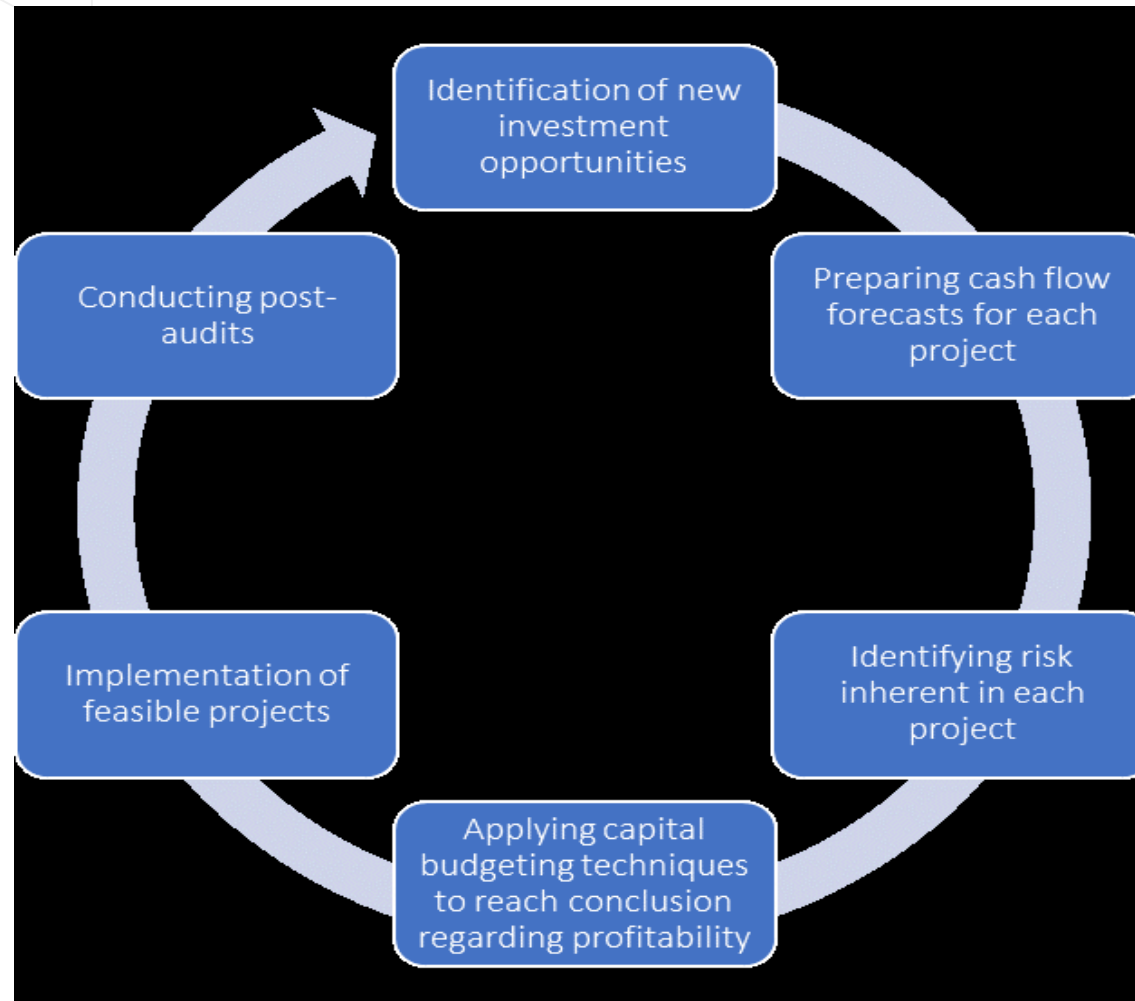 Identification of new
investment
opportunities
Preparing cash flow
forecasts for each
project
Identifying risk
inherent in each
project
Applying capital
budgeting techniques
to reach conclusion
regarding profitability
Implementation of
feasible projects
Conducting post-
audits